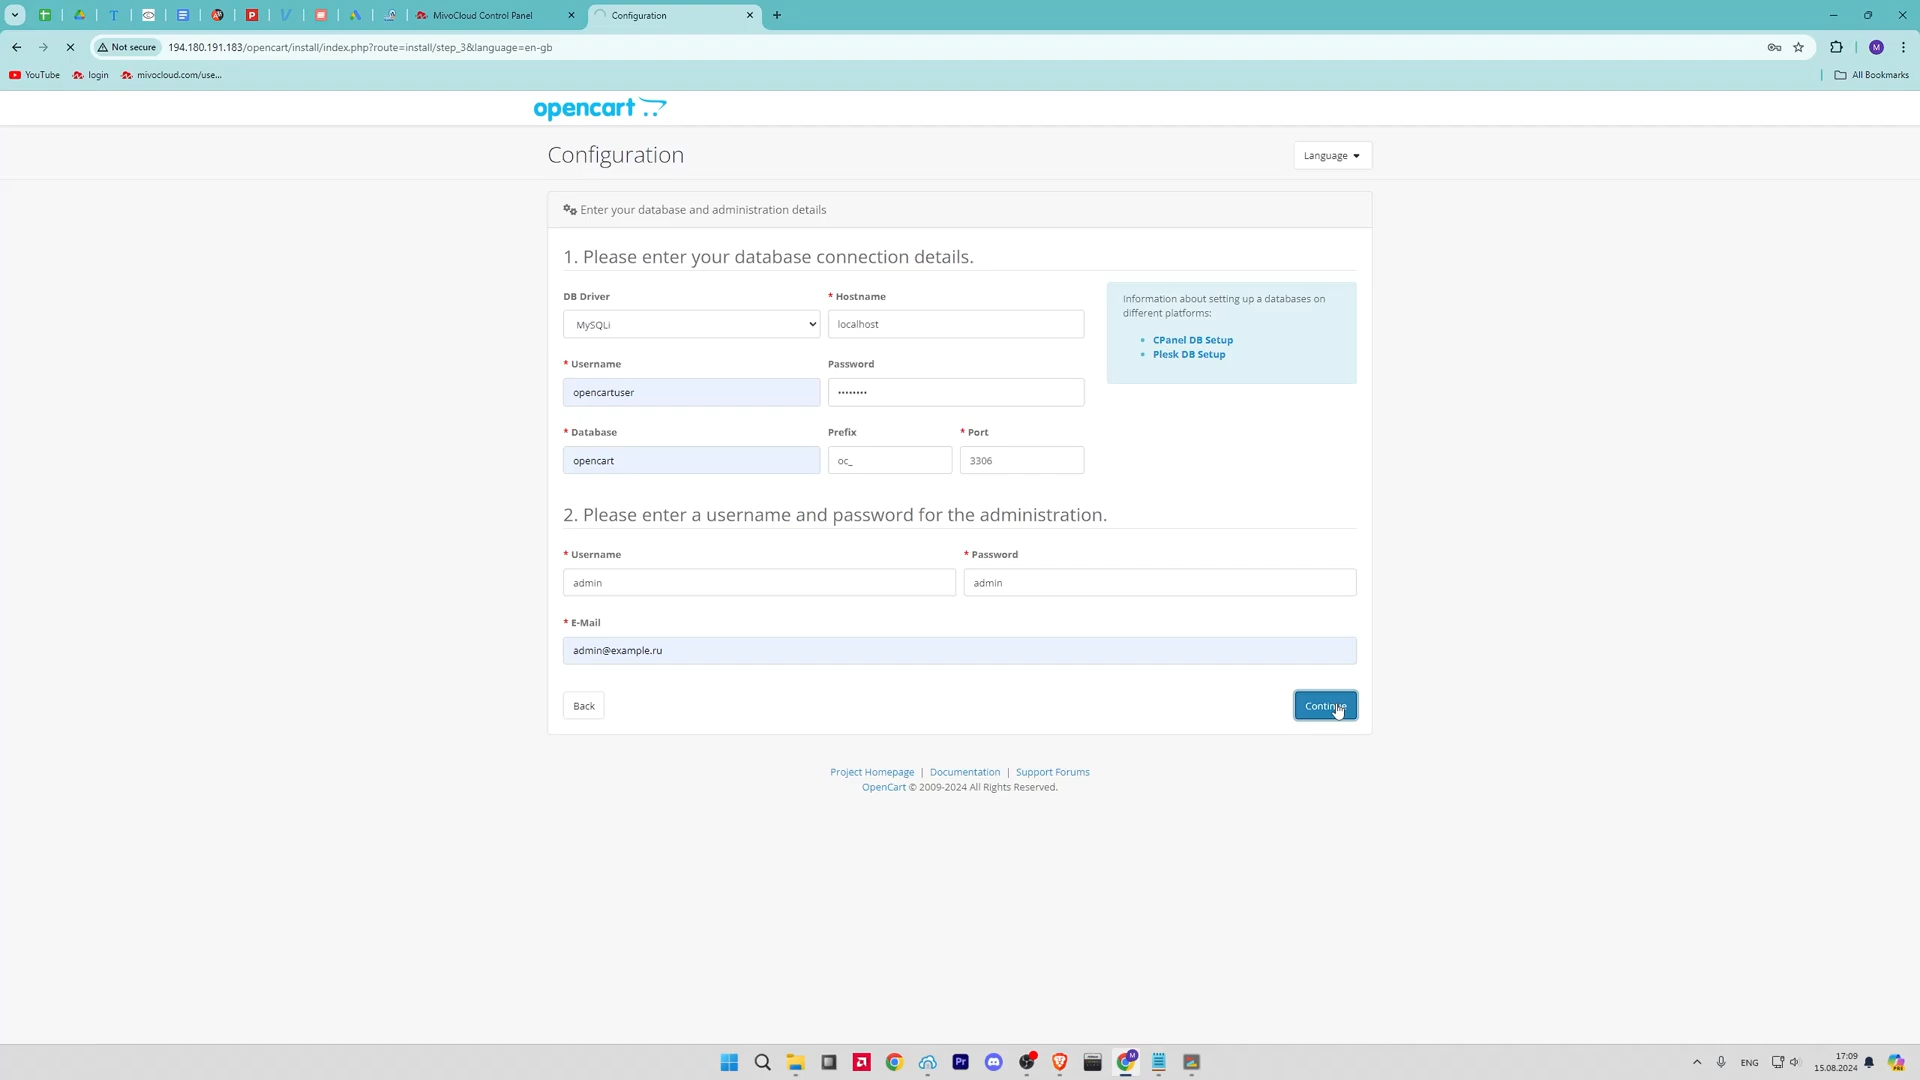 MivoCloud Control Panel
Configuration
Not secure
194.180.191.183/opencart/install/index.php?route=install/step_3&language=en-gb
M
YouTube
login
mivocloud.com/use...
All Bookmarks
opencart
Configuration
Language
Enter your database and administration details
1. Please enter your database connection details.
DB Driver
* Hostname
MySQLi
localhost
Information about setting up a databases on
different platforms:
CPanel DB Setup
Plesk DB Setup
* Username
Password
opencartuser
••••••••
* Database
Prefix
* Port
opencart
oc_
3306
2. Please enter a username and password for the administration.
* Username
* Password
admin
admin
* E-Mail
admin@example.ru
Back
Continue
Project Homepage | Documentation | Support Forums
OpenCart © 2009-2024 All Rights Reserved.
Pr
M
ENG
17:09
15.08.2024